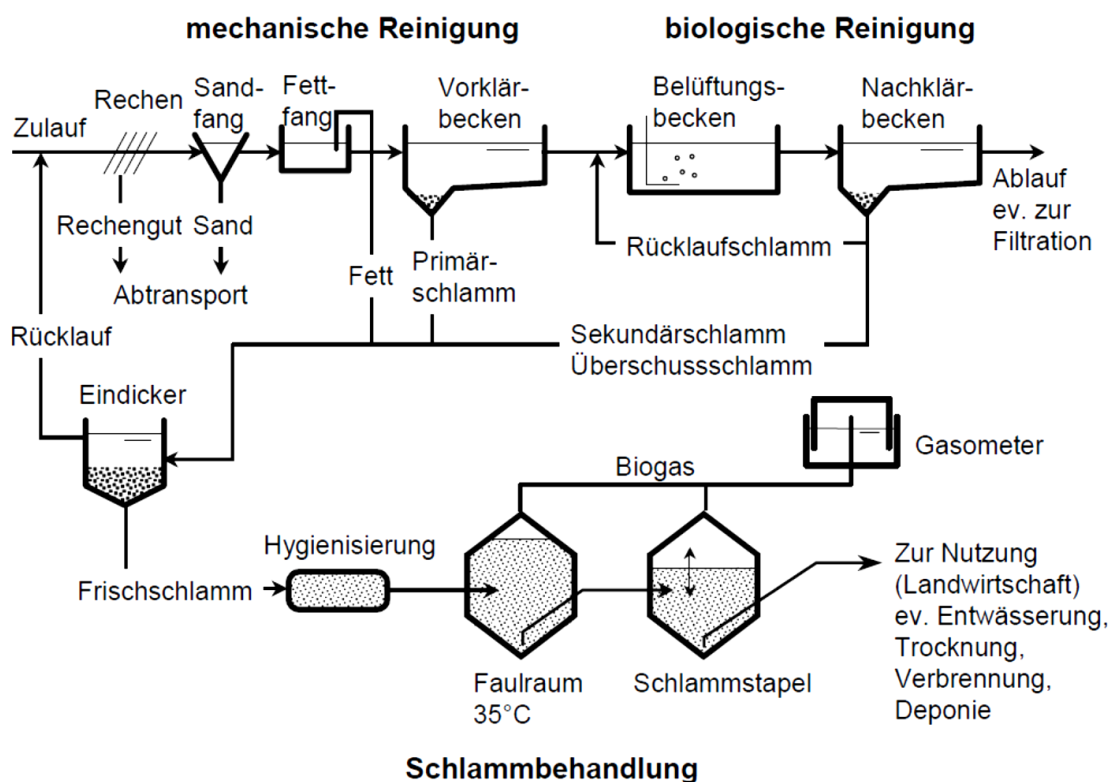 mechanische Reinigung
biologische Reinigung
Zulauf
Rechen
Sand-
fang
Fett-
fang
Vorklär-
becken
Belüftungs-
becken
Nachklär-
becken
Ablauf
ev. zur
Filtration
Rechengut
Sand
Abtransport
Fett
Primär-
schlamm
Rücklaufschlamm
Rücklauf
Sekundärschlamm
Überschussschlamm
Eindicker
Gasometer
Biogas
Hygienisierung
Frischschlamm
Faulraum
35°C
Schlammstapel
Zur Nutzung
(Landwirtschaft)
ev. Entwässerung,
Trocknung,
Verbrennung,
Deponie
Schlammbehandlung